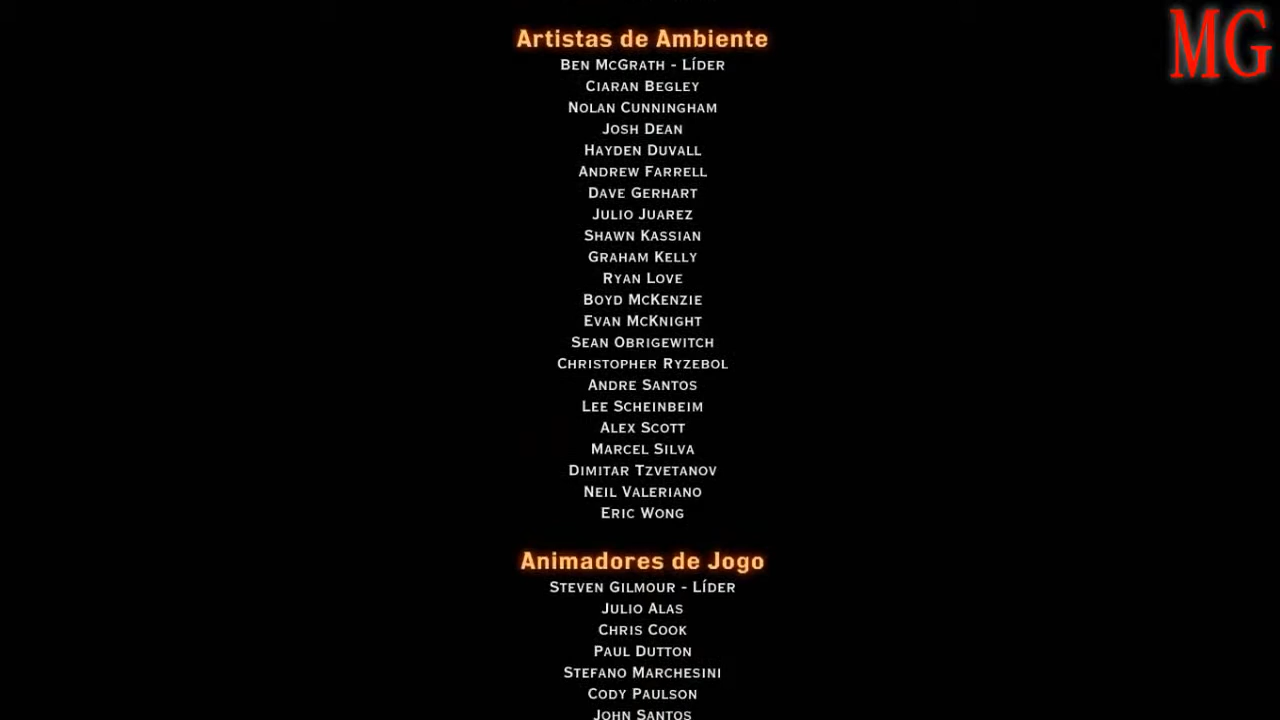 MG
Artistas de Ambiente
Ben McGrath - Líder
Ciaran Begley
Nolan Cunningham
Josh Dean
Hayden Duvall
Andrew Farrell
Dave Gerhart
Julio Juarez
Shawn Kassian
Graham Kelly
Ryan Love
Boyd McKenzie
Evan McKnight
Sean Obrigewitch
Christopher Ryzebol
Andre Santos
Lee Scheinbeim
Alex Scott
Marcel Silva
Dimitar Tzvetanov
Neil Valeriano
Eric Wong
Animadores de Jogo
Steven Gilmour - Líder
Julio Alas
Chris Cook
Paul Dutton
Stefano Marchesini
Cody Paulson
John Santos